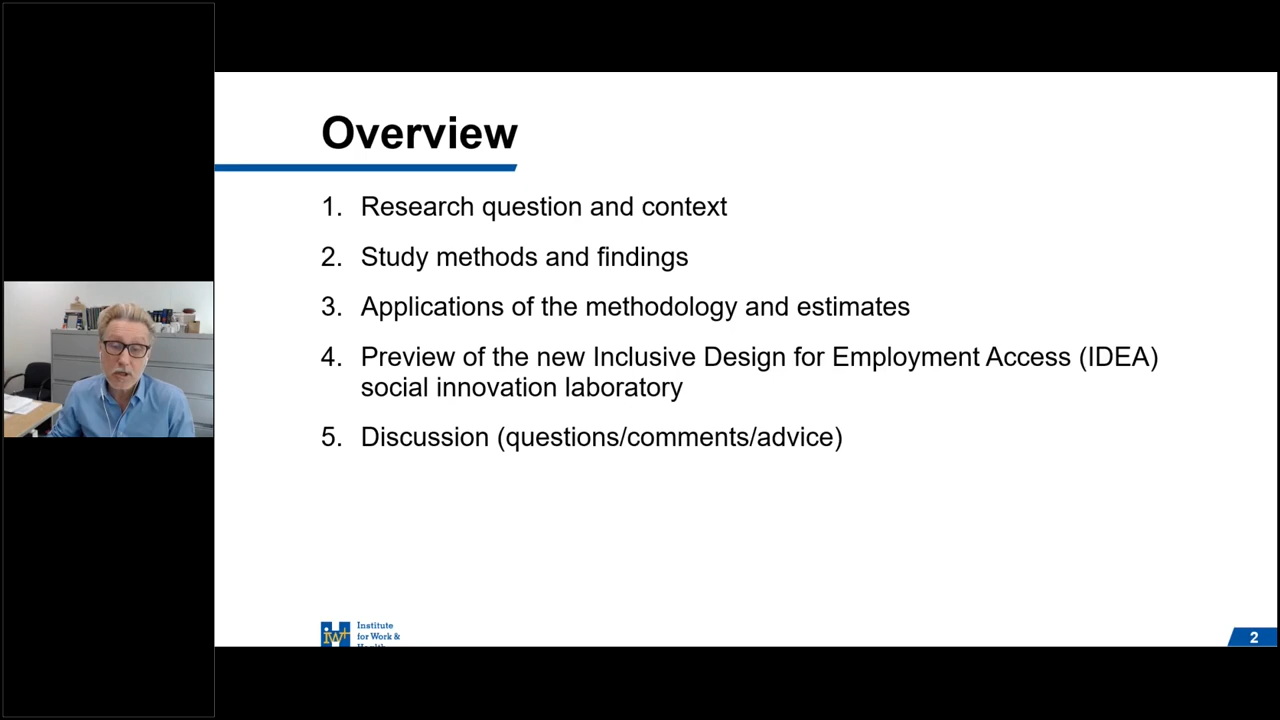 Overview
1. Research question and context
2. Study methods and findings
3. Applications of the methodology and estimates
4. Preview of the new Inclusive Design for Employment Access (IDEA)
social innovation laboratory
5. Discussion (questions/comments/advice)
iw+
Institute
for Work &
2